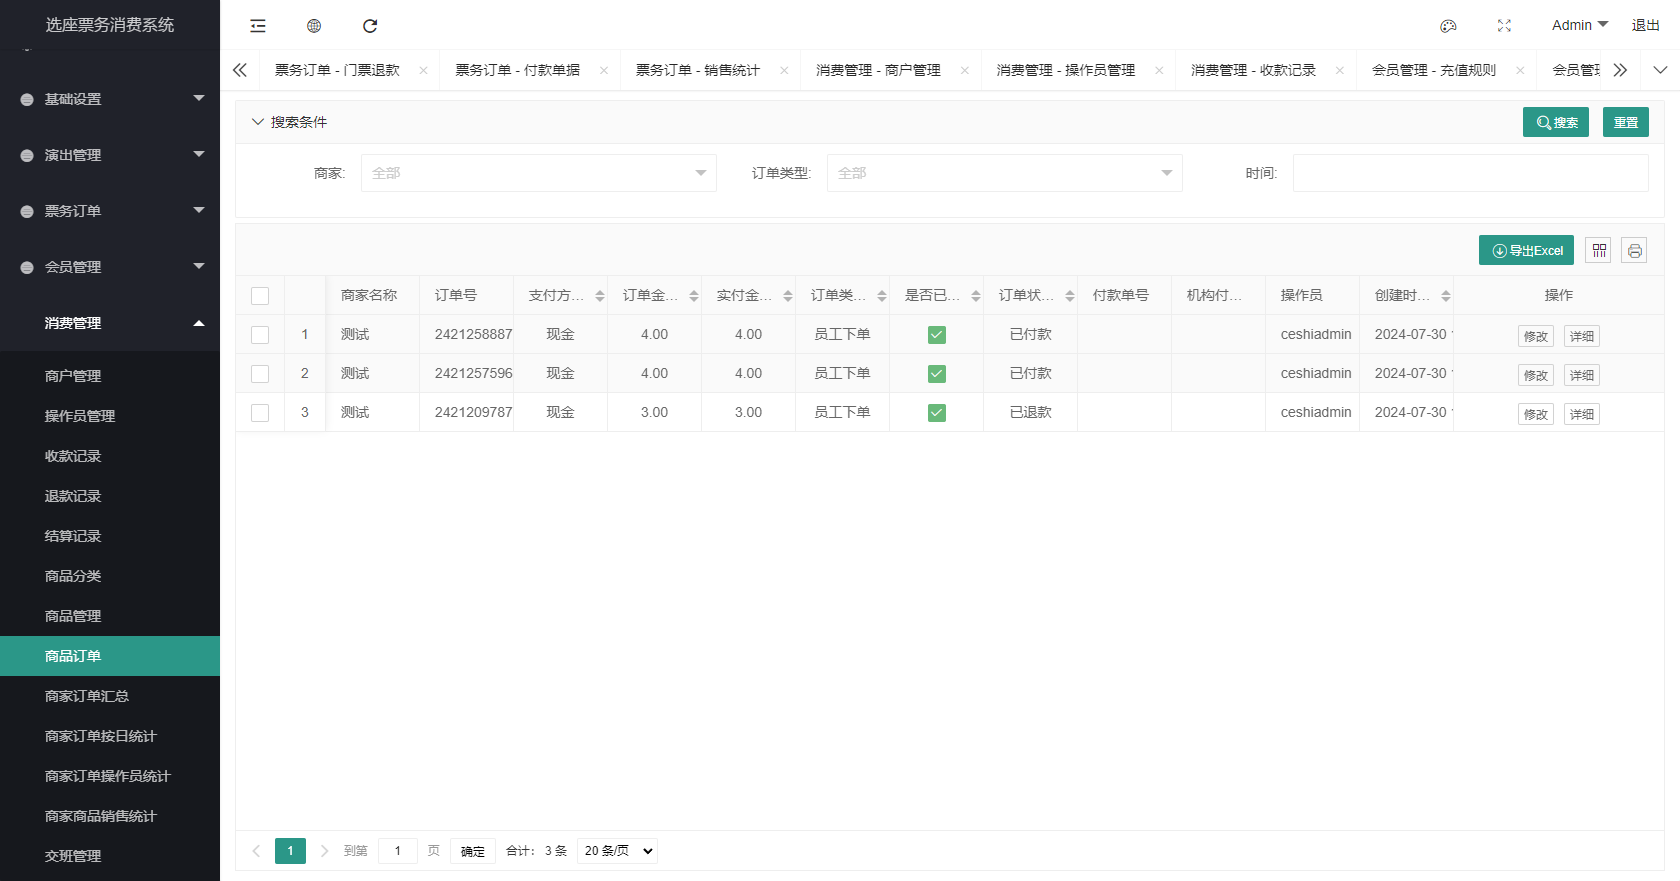 选座票务消费系统
Admin
退出
票务订单 - 门票退款
票务订单 - 付款单据
票务订单 - 销售统计
消费管理 - 商户管理
消费管理 - 操作员管理
消费管理 - 收款记录
会员管理 - 充值规则
会员管
基础设置
演出管理
票务订单
会员管理
消费管理
商户管理
操作员管理
收款记录
退款记录
结算记录
商品分类
商品管理
商品订单
商家订单汇总
商家订单按日统计
商家订单操作员统计
商家商品销售统计
交班管理
搜索条件
搜索
重置
商家:
全部
订单类型:
全部
时间:
导出Excel
商家名称 订单号 支付方... 订单金... 实付金... 订单类... 是否已... 订单状... 付款单号 机构付... 操作员 创建时... 操作
1 测试 2421258887 现金 4.00 4.00 员工下单 已付款 ceshiadmin 2024-07-30 修改 详细
2 测试 2421257596 现金 4.00 4.00 员工下单 已付款 ceshiadmin 2024-07-30 修改 详细
3 测试 2421209787 现金 3.00 3.00 员工下单 已退款 ceshiadmin 2024-07-30 修改 详细
1 到第 1 页 确定 合计： 3 条 20 条/页